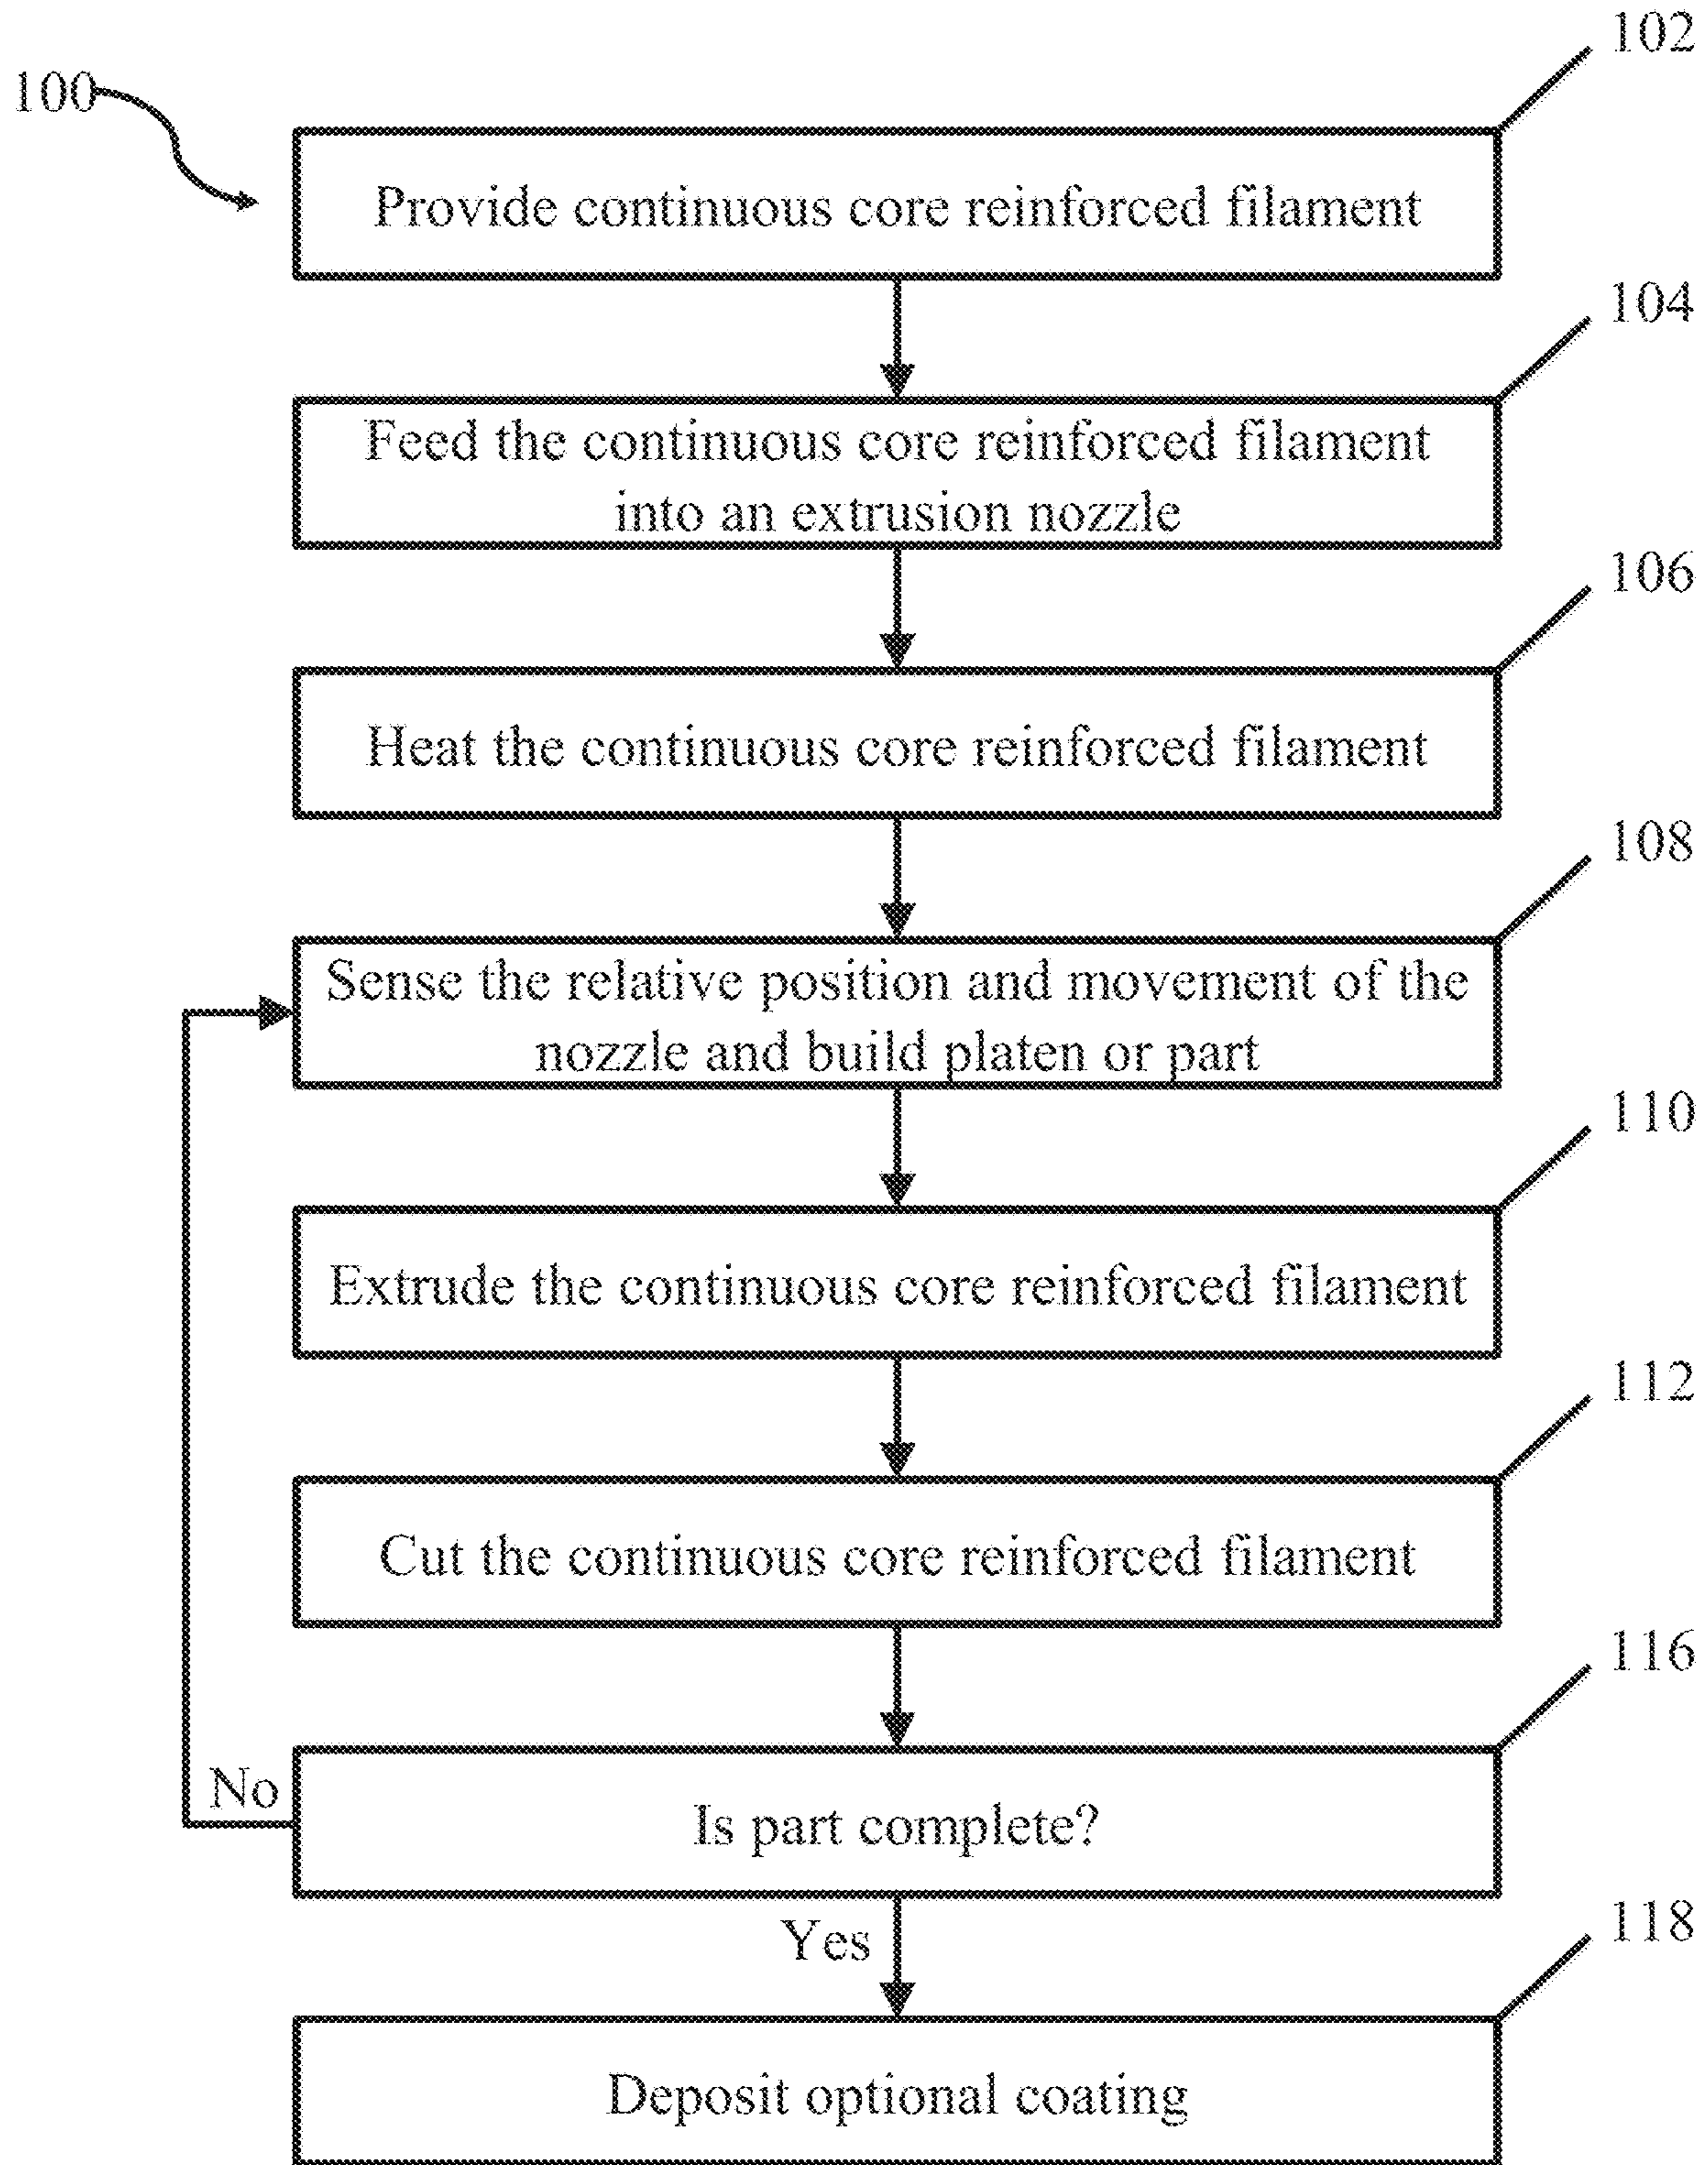 102
100
Provide continuous core reinforced filament
104
Feed the continuous core reinforced filament
into an extrusion nozzle
106
Heat the continuous core reinforced filament
108
Sense the relative position and movement of the
nozzle and build platen or part
110
Extrude the continuous core reinforced filament
112
Cut the continuous core reinforced filament
116
No
Is part complete?
118
Yes
Deposit optional coating